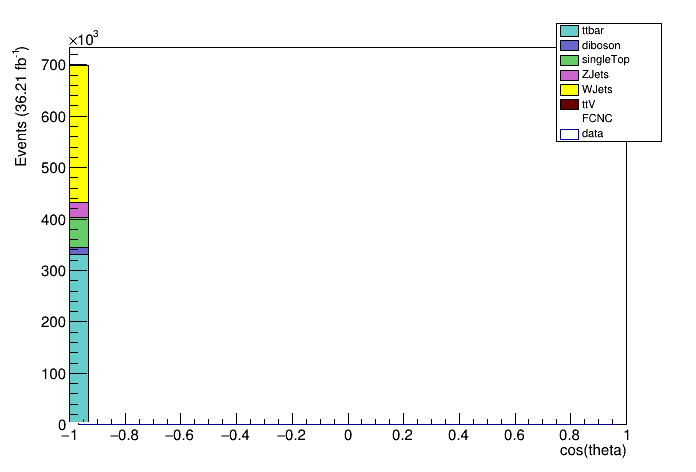 ×10³
Events (36.21 fb⁻¹)
700
600
500
400
300
200
100
0
−1 −0.8 −0.6 −0.4 −0.2 0 0.2 0.4 0.6 0.8 1
cos(theta)
ttbar
diboson
singleTop
ZJets
WJets
ttV
FCNC
data